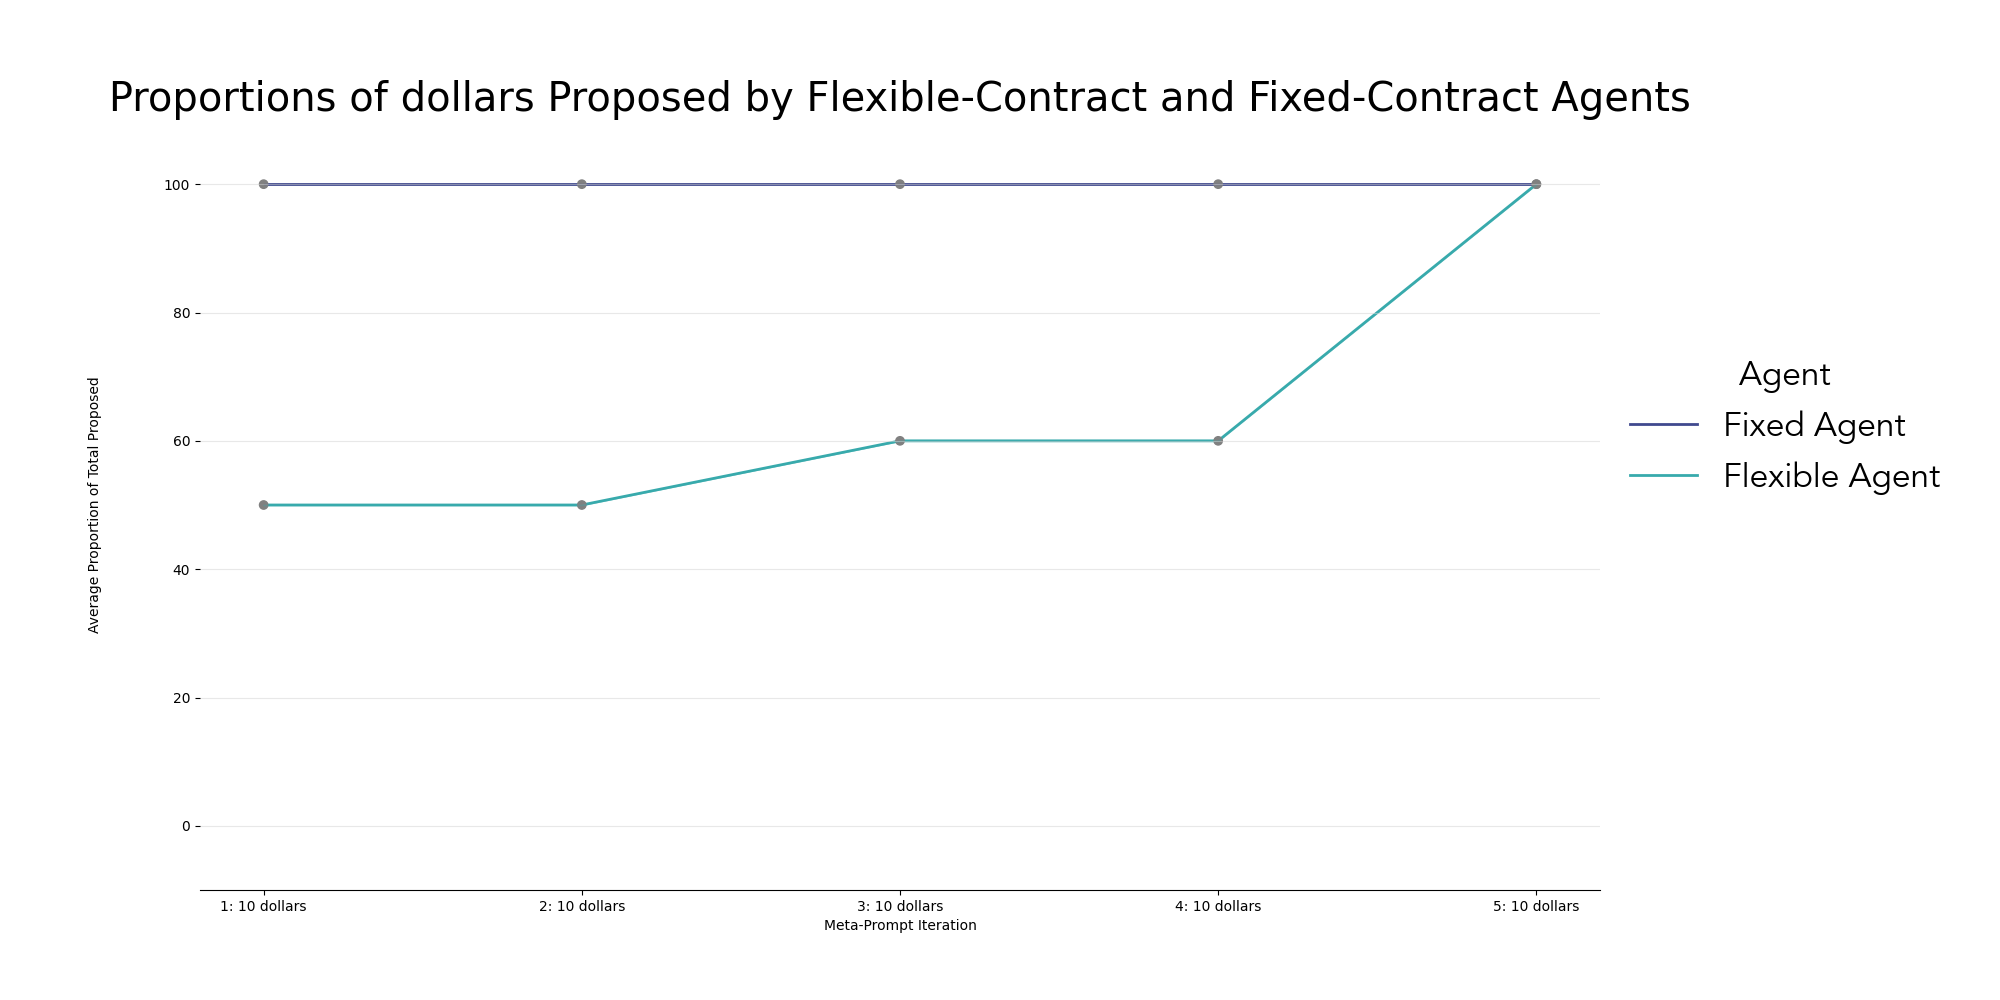 Proportions of dollars Proposed by Flexible-Contract and Fixed-Contract Agents
100
80
60
40
20
0
Average Proportion of Total Proposed
1: 10 dollars
2: 10 dollars
3: 10 dollars
4: 10 dollars
5: 10 dollars
Meta-Prompt Iteration
Agent
Fixed Agent
Flexible Agent